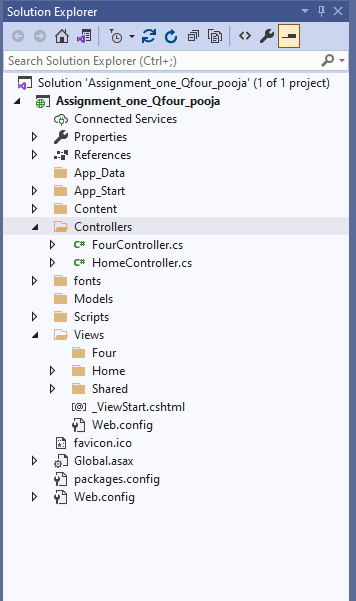 Solution Explorer
Search Solution Explorer (Ctrl+;)
Solution 'Assignment_one_Qfour_pooja' (1 of 1 project)
Assignment_one_Qfour_pooja
Connected Services
Properties
References
App_Data
App_Start
Content
Controllers
C# FourController.cs
C# HomeController.cs
fonts
Models
Scripts
Views
Four
Home
Shared
[@] _ViewStart.cshtml
Web.config
favicon.ico
Global.asax
packages.config
Web.config